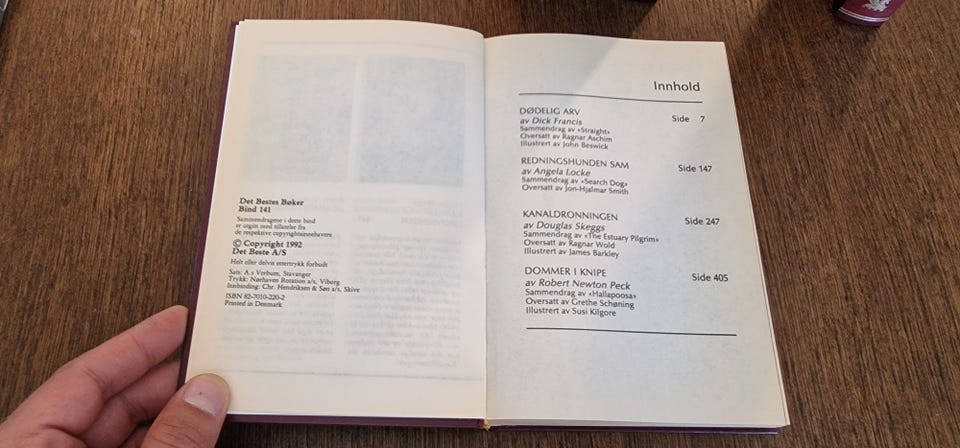 Det Bestes Bøker
Bind 141
Sammendragene i dette bind
er utgitt med tillatelse fra
de respektive copyrightinnehavere
© Copyright 1992
Det Beste A/S
Helt eller delvis ettertrykk forbudt
Sats: A.s Verbum, Stavanger
Trykk: Nørhaven Rotation a/s, Viborg
Innbinding: Chr. Hendriksen & Søn a/s, Skive
ISBN 82-7010-220-2
Printed in Denmark
Innhold
DØDELIG ARV
av Dick Francis Side 7
Sammendrag av «Straight»
Oversatt av Ragnar Aschim
Illustrert av John Beswick
REDNINGSHUNDEN SAM
av Angela Locke Side 147
Sammendrag av «Search Dog»
Oversatt av Jon-Hjalmar Smith
KANALDRONNINGEN
av Douglas Skeggs Side 247
Sammendrag av «The Estuary Pilgrim»
Oversatt av Ragnar Wold
Illustrert av James Barkley
DOMMER I KNIPE
av Robert Newton Peck Side 405
Sammendrag av «Hallapoosa»
Oversatt av Grethe Schøning
Illustrert av Susi Kilgore